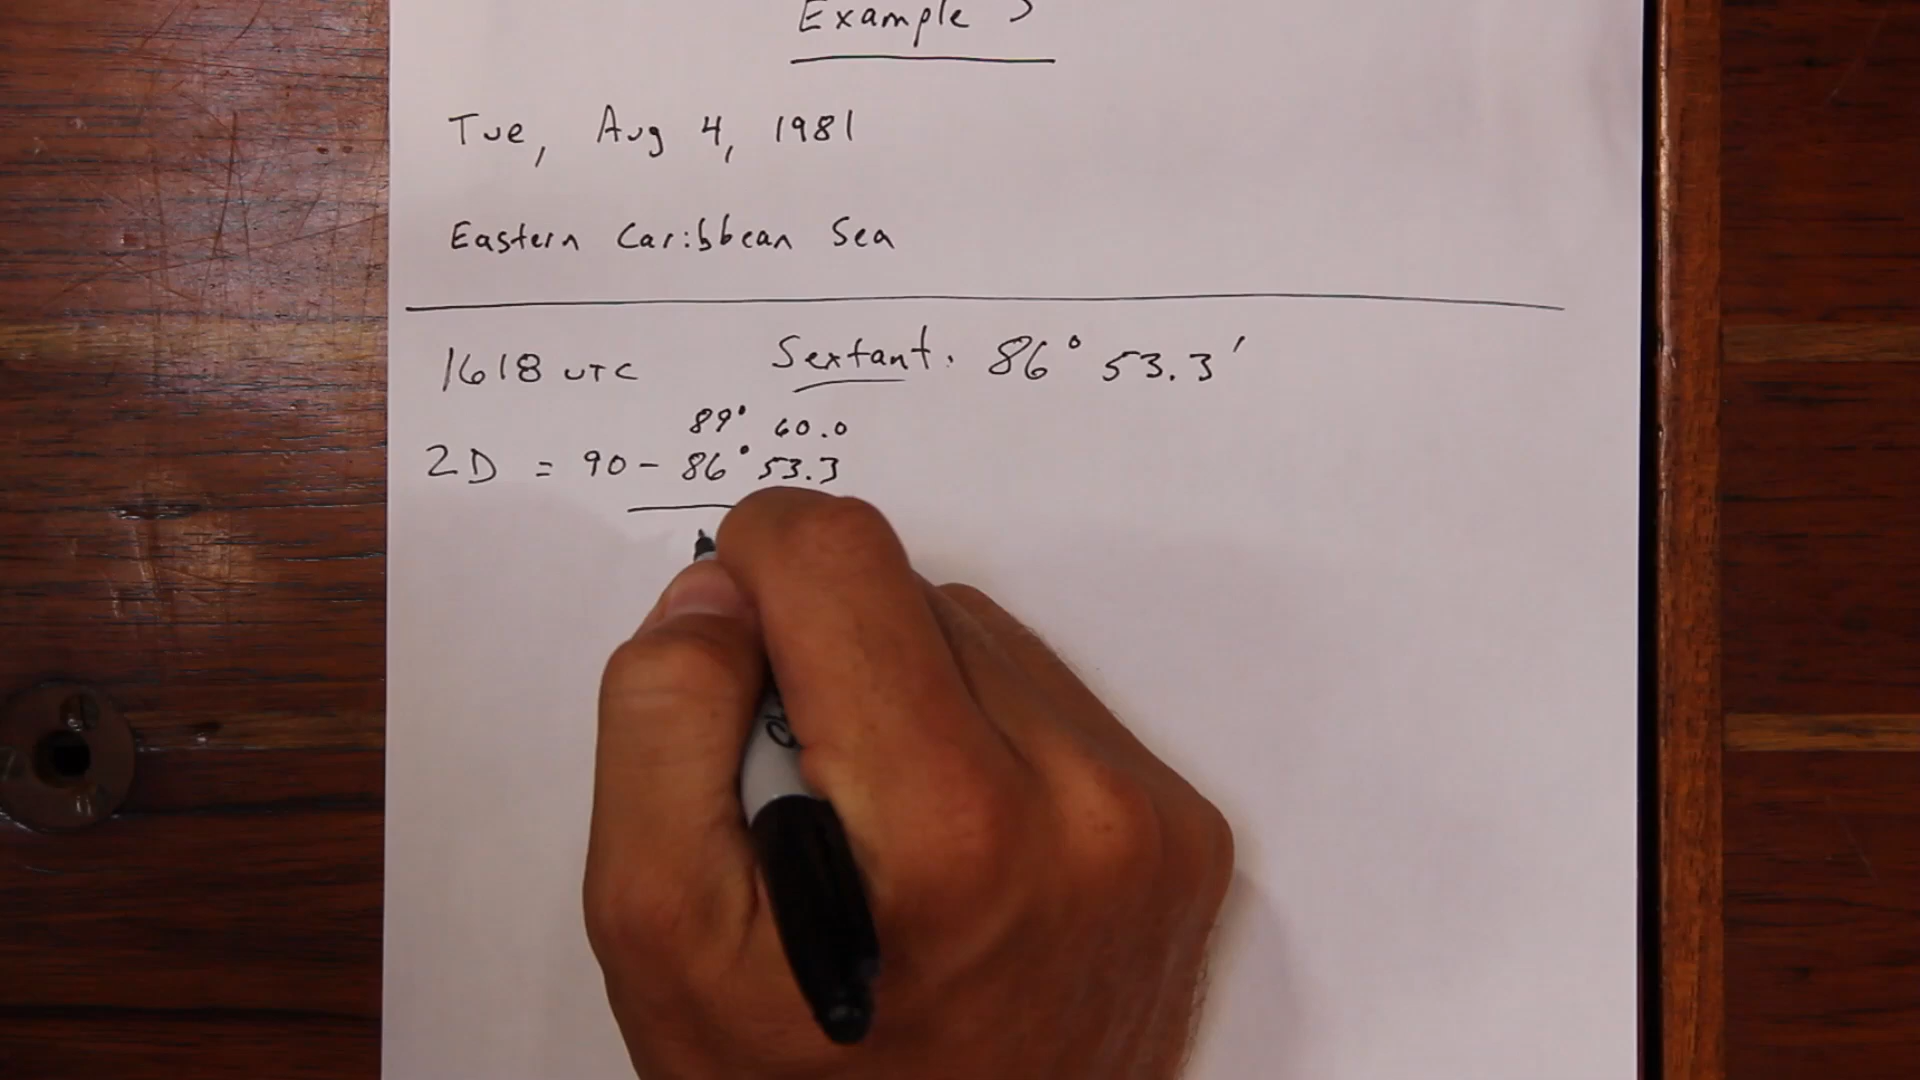 Example
Tue, Aug 4, 1981
Eastern Caribbean Sea
1618 UTC Sextant. 86° 53.3'
89° 60.0
ZD = 90 - 86° 53.3